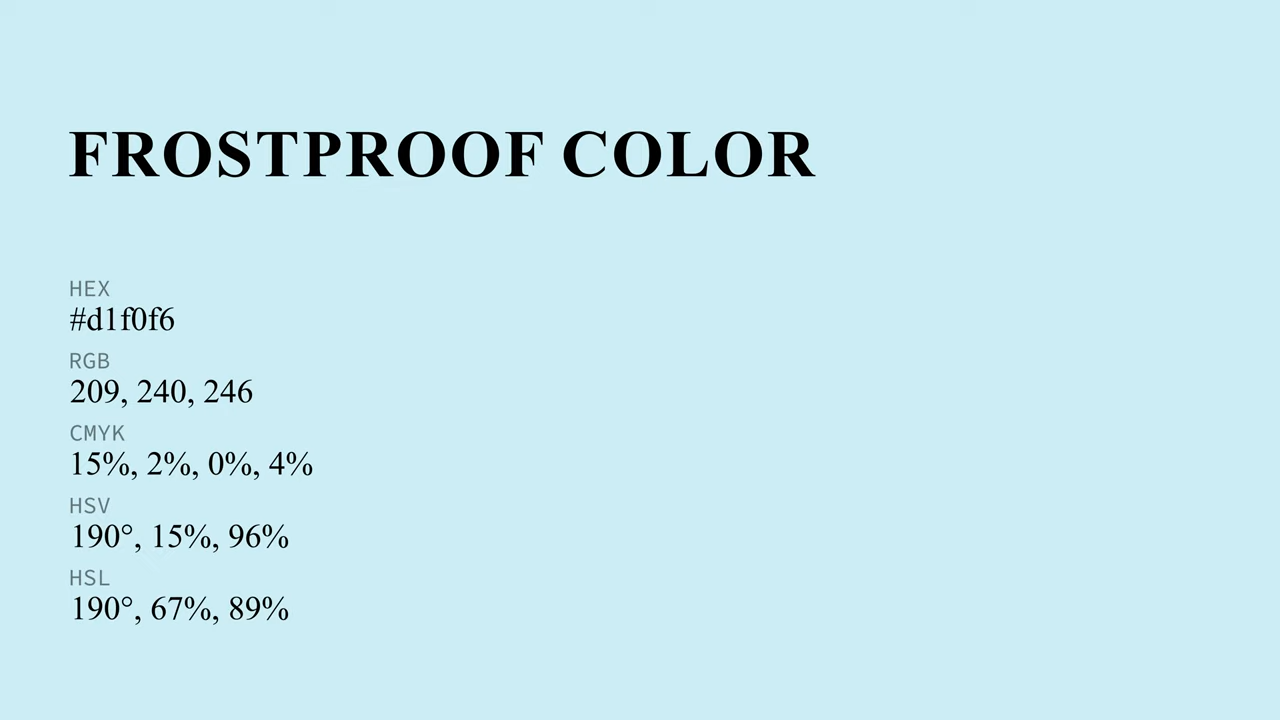 FROSTPROOF COLOR
HEX
#d1f0f6
RGB
209, 240, 246
CMYK
15%, 2%, 0%, 4%
HSV
190°, 15%, 96%
HSL
190°, 67%, 89%